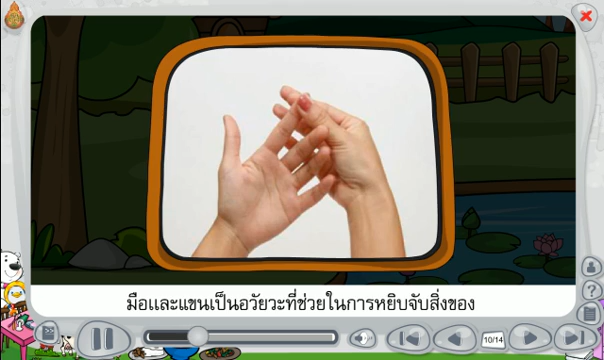 มือและแขนเป็นอวัยวะที่ช่วยในการหยิบจับสิ่งของ
10/14
?